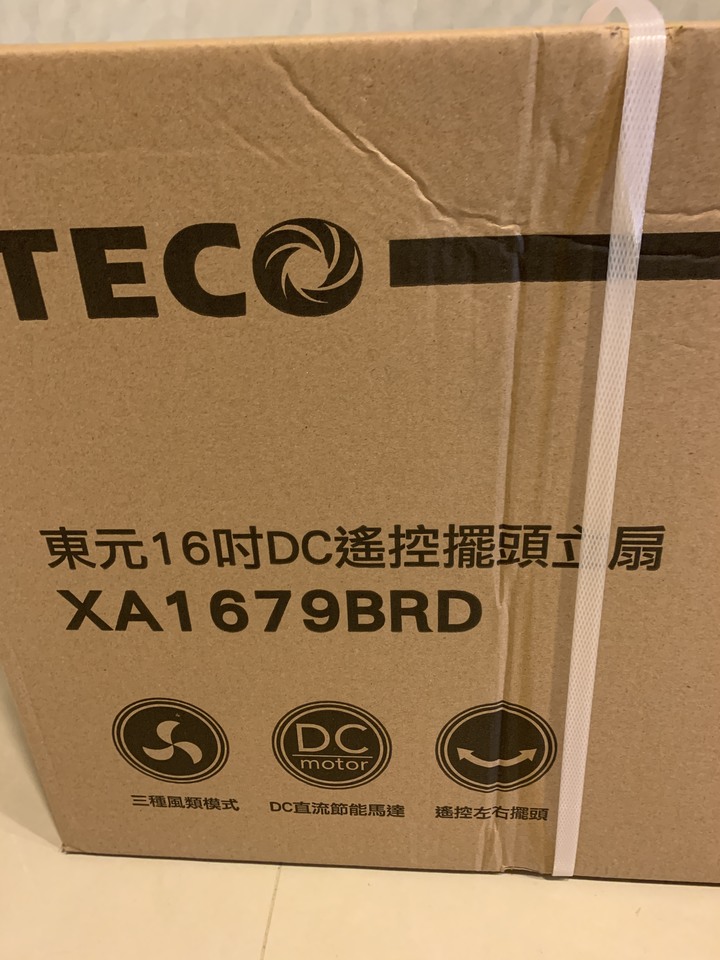 TECO
東元16吋DC遙控擺頭立扇
XA1679BRD
DC
motor
三種風類模式
DC直流節能馬達
遙控左右擺頭